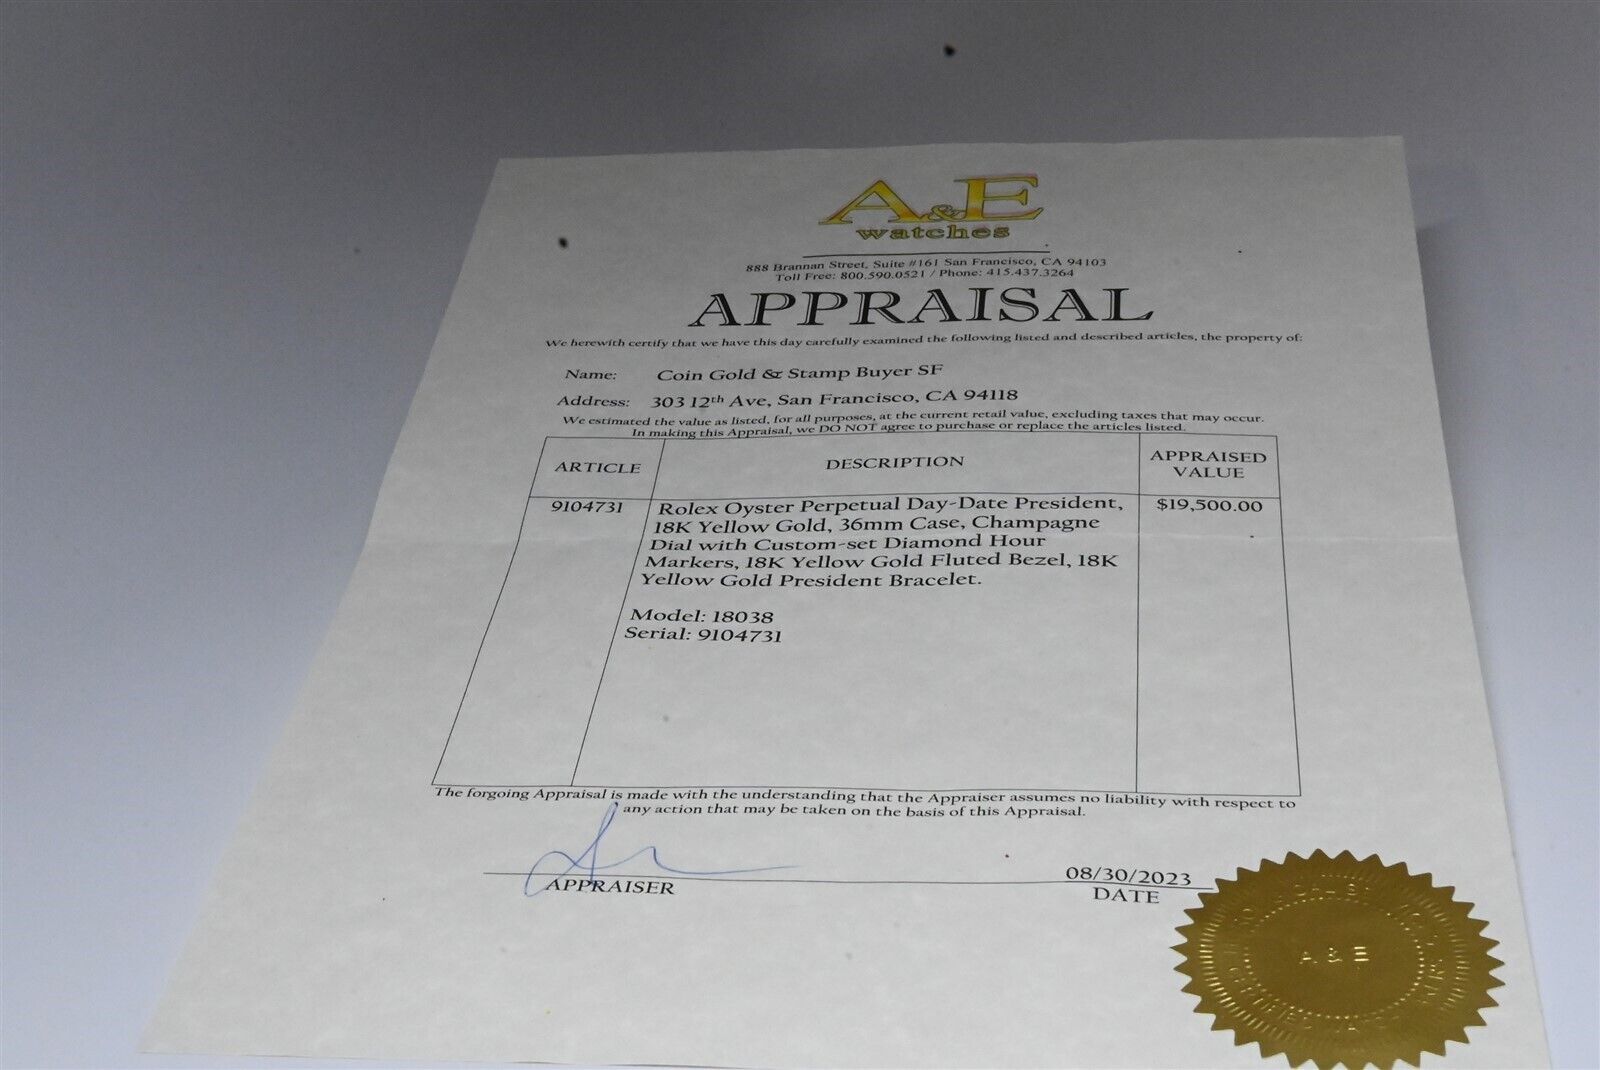 A&E
watches
888 Brannan Street, Suite #161 San Francisco, CA 94103
Toll Free: 800.590.0521 / Phone: 415.437.3264
APPRAISAL
We herewith certify that we have this day carefully examined the following listed and described articles, the property of:
Name: Coin Gold & Stamp Buyer SF
Address: 303 12th Ave, San Francisco, CA 94118
We estimated the value as listed, for all purposes, at the current retail value, excluding taxes that may occur.
In making this Appraisal, we DO NOT agree to purchase or replace the articles listed.
ARTICLE DESCRIPTION APPRAISED
VALUE
9104731 Rolex Oyster Perpetual Day-Date President, $19,500.00
18K Yellow Gold, 36mm Case, Champagne
Dial with Custom-set Diamond Hour
Markers, 18K Yellow Gold Fluted Bezel, 18K
Yellow Gold President Bracelet.
Model: 18038
Serial: 9104731
The forgoing Appraisal is made with the understanding that the Appraiser assumes no liability with respect to
any action that may be taken on the basis of this Appraisal.
08/30/2023
APPRAISER DATE
A & E